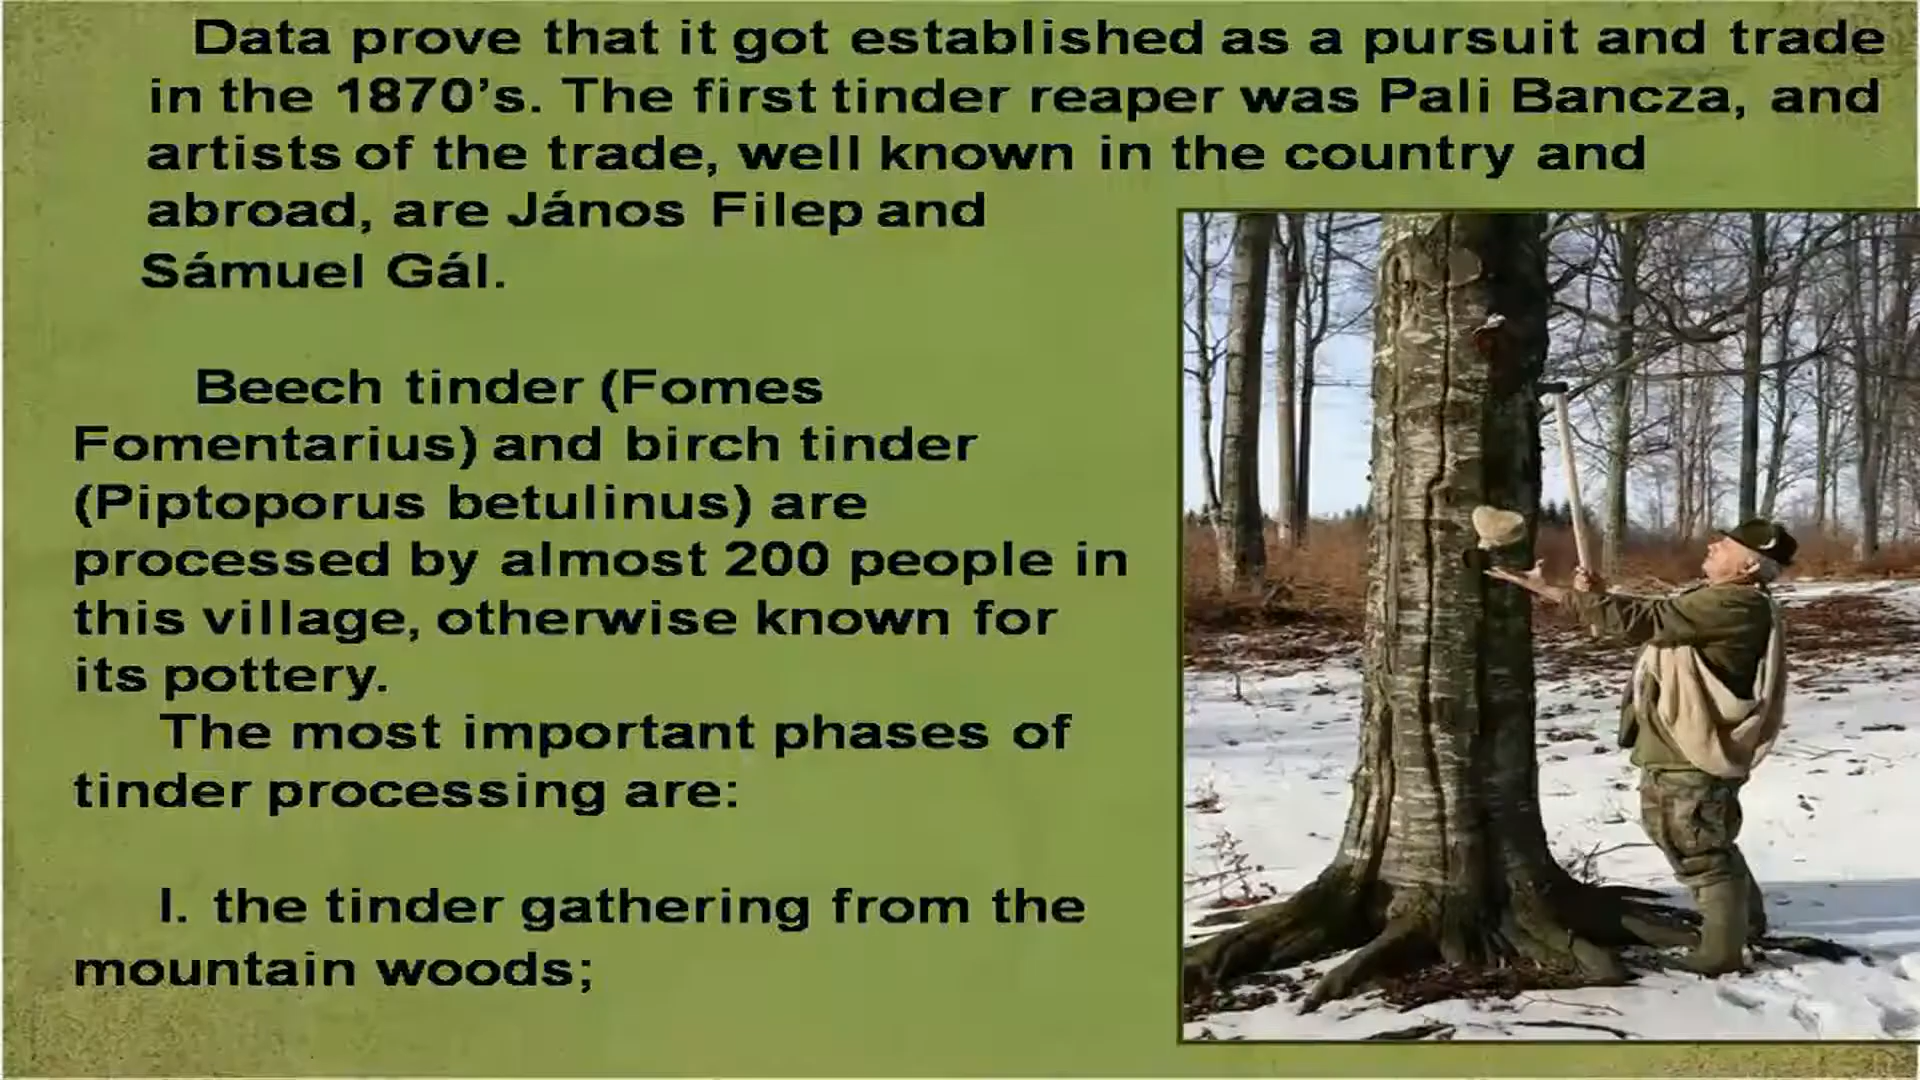 Data prove that it got established as a pursuit and trade
in the 1870's. The first tinder reaper was Pali Bancza, and
artists of the trade, well known in the country and
abroad, are János Filep and
Sámuel Gál.
Beech tinder (Fomes
Fomentarius) and birch tinder
(Piptoporus betulinus) are
processed by almost 200 people in
this village, otherwise known for
its pottery.
The most important phases of
tinder processing are:
I. the tinder gathering from the
mountain woods;